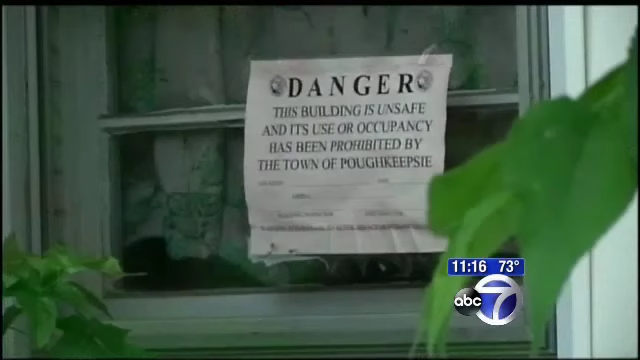 DANGER
THIS BUILDING IS UNSAFE
AND ITS USE OR OCCUPANCY
HAS BEEN PROHIBITED BY
THE TOWN OF POUGHKEEPSIE
11:16 73°
abc 7